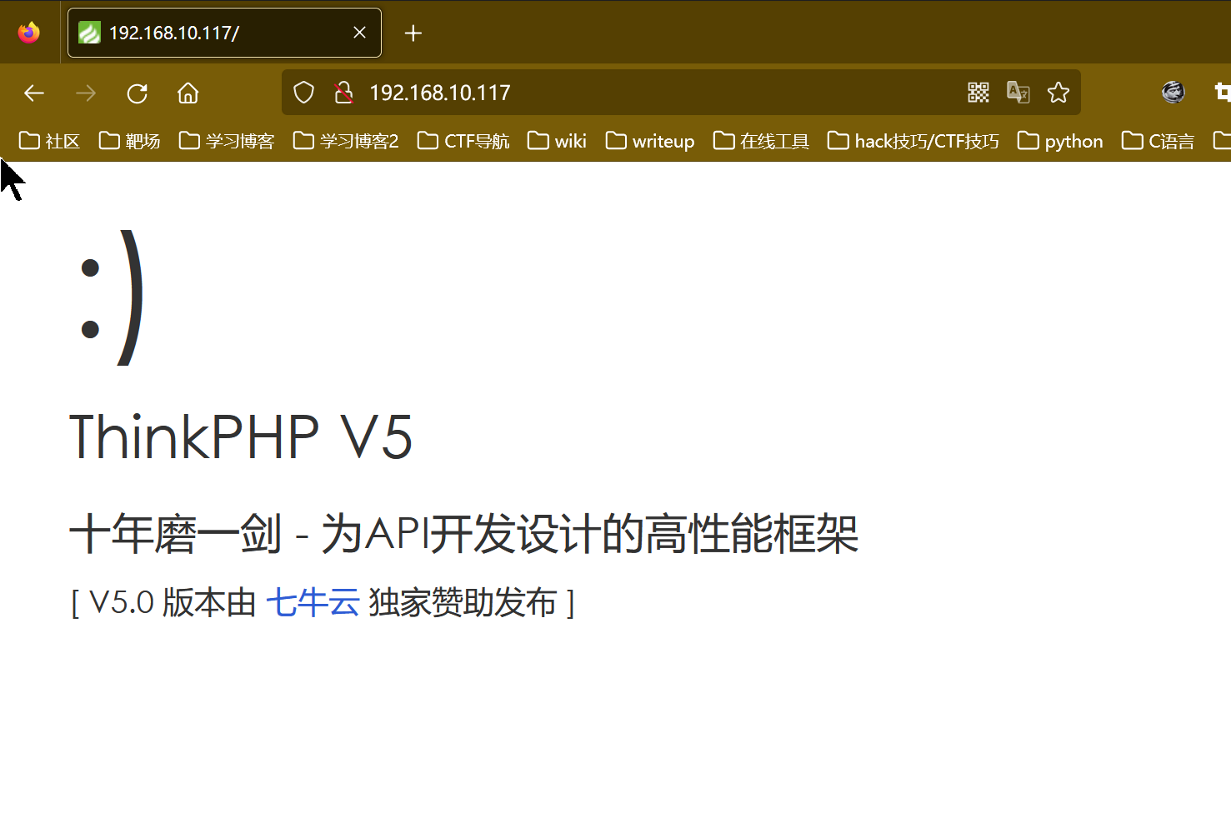 192.168.10.117/
192.168.10.117
社区 靶场 学习博客 学习博客2 CTF导航 wiki writeup 在线工具 hack技巧/CTF技巧 python C语言
:)
ThinkPHP V5
十年磨一剑 - 为API开发设计的高性能框架
[ V5.0 版本由 七牛云 独家赞助发布 ]